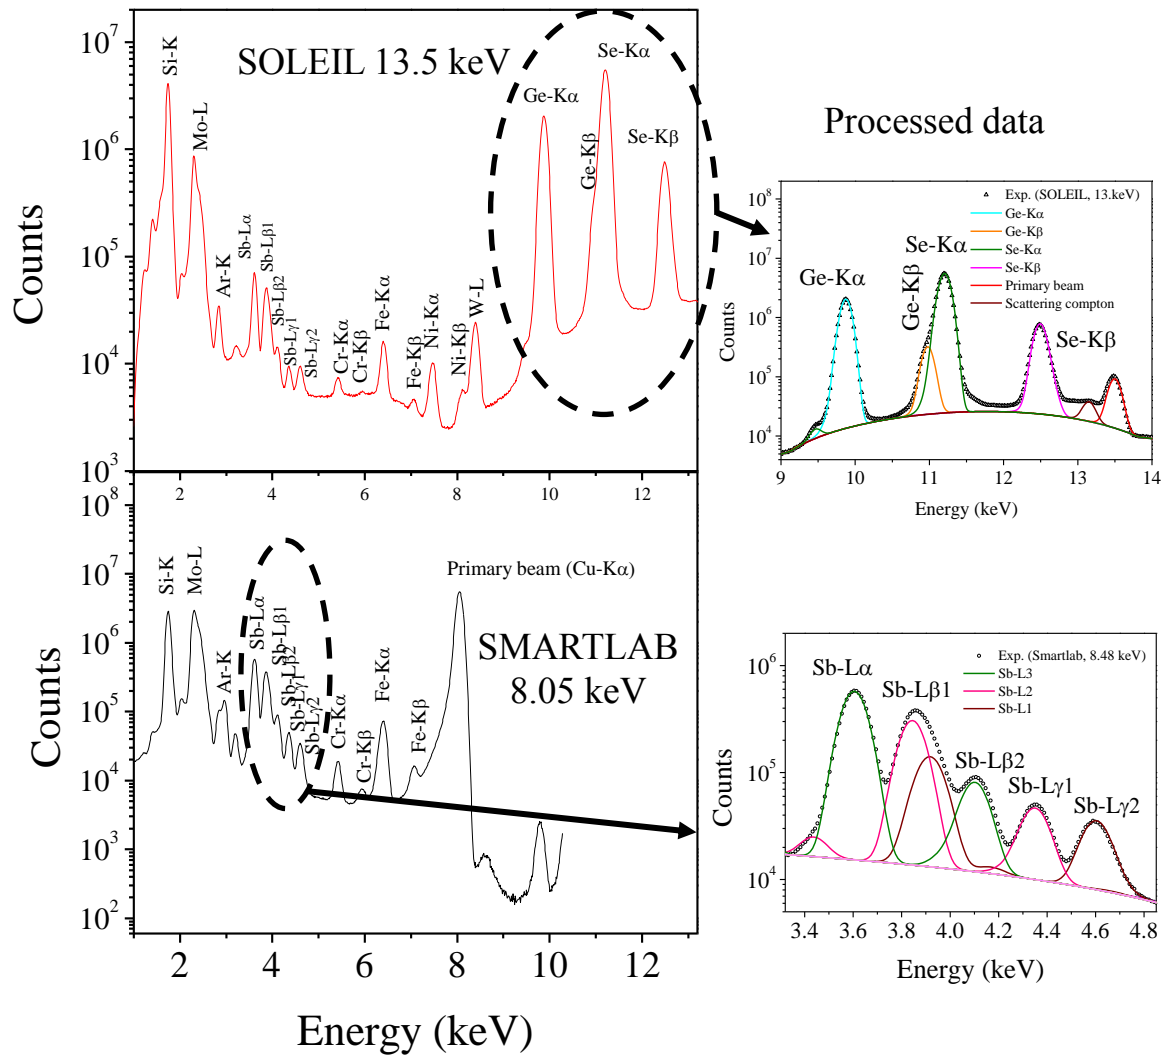 SOLEIL 13.5 keV
Counts
10⁷
10⁶
10⁵
10⁴
10³
Si-K
Mo-L
Ar-K
Sb-Lα
Sb-Lβ1
Sb-Lβ2
Sb-Lγ1
Sb-Lγ2
Cr-Kα
Cr-Kβ
Fe-Kα
Fe-Kβ
Ni-Kα
Ni-Kβ
W-L
Ge-Kα
Ge-Kβ
Se-Kα
Se-Kβ
2 4 6 8 10 12
Processed data
Counts
10⁸
10⁷
10⁶
10⁵
10⁴
Exp. (SOLEIL, 13.keV)
Ge-Kα
Ge-Kβ
Se-Kα
Se-Kβ
Primary beam
Scattering compton
Ge-Kα
Ge-Kβ
Se-Kα
Se-Kβ
9 10 11 12 13 14
Energy (keV)
Counts
10⁸
10⁷
10⁶
10⁵
10⁴
10³
10²
Si-K
Mo-L
Ar-K
Sb-Lα
Sb-Lβ1
Sb-Lβ2
Sb-Lγ1
Sb-Lγ2
Cr-Kα
Cr-Kβ
Fe-Kα
Fe-Kβ
Primary beam (Cu-Kα)
SMARTLAB
8.05 keV
2 4 6 8 10 12
Energy (keV)
Counts
10⁶
10⁵
10⁴
Exp. (Smartlab, 8.48 keV)
Sb-L3
Sb-L2
Sb-L1
Sb-Lα
Sb-Lβ1
Sb-Lβ2
Sb-Lγ1
Sb-Lγ2
3.4 3.6 3.8 4.0 4.2 4.4 4.6 4.8
Energy (keV)